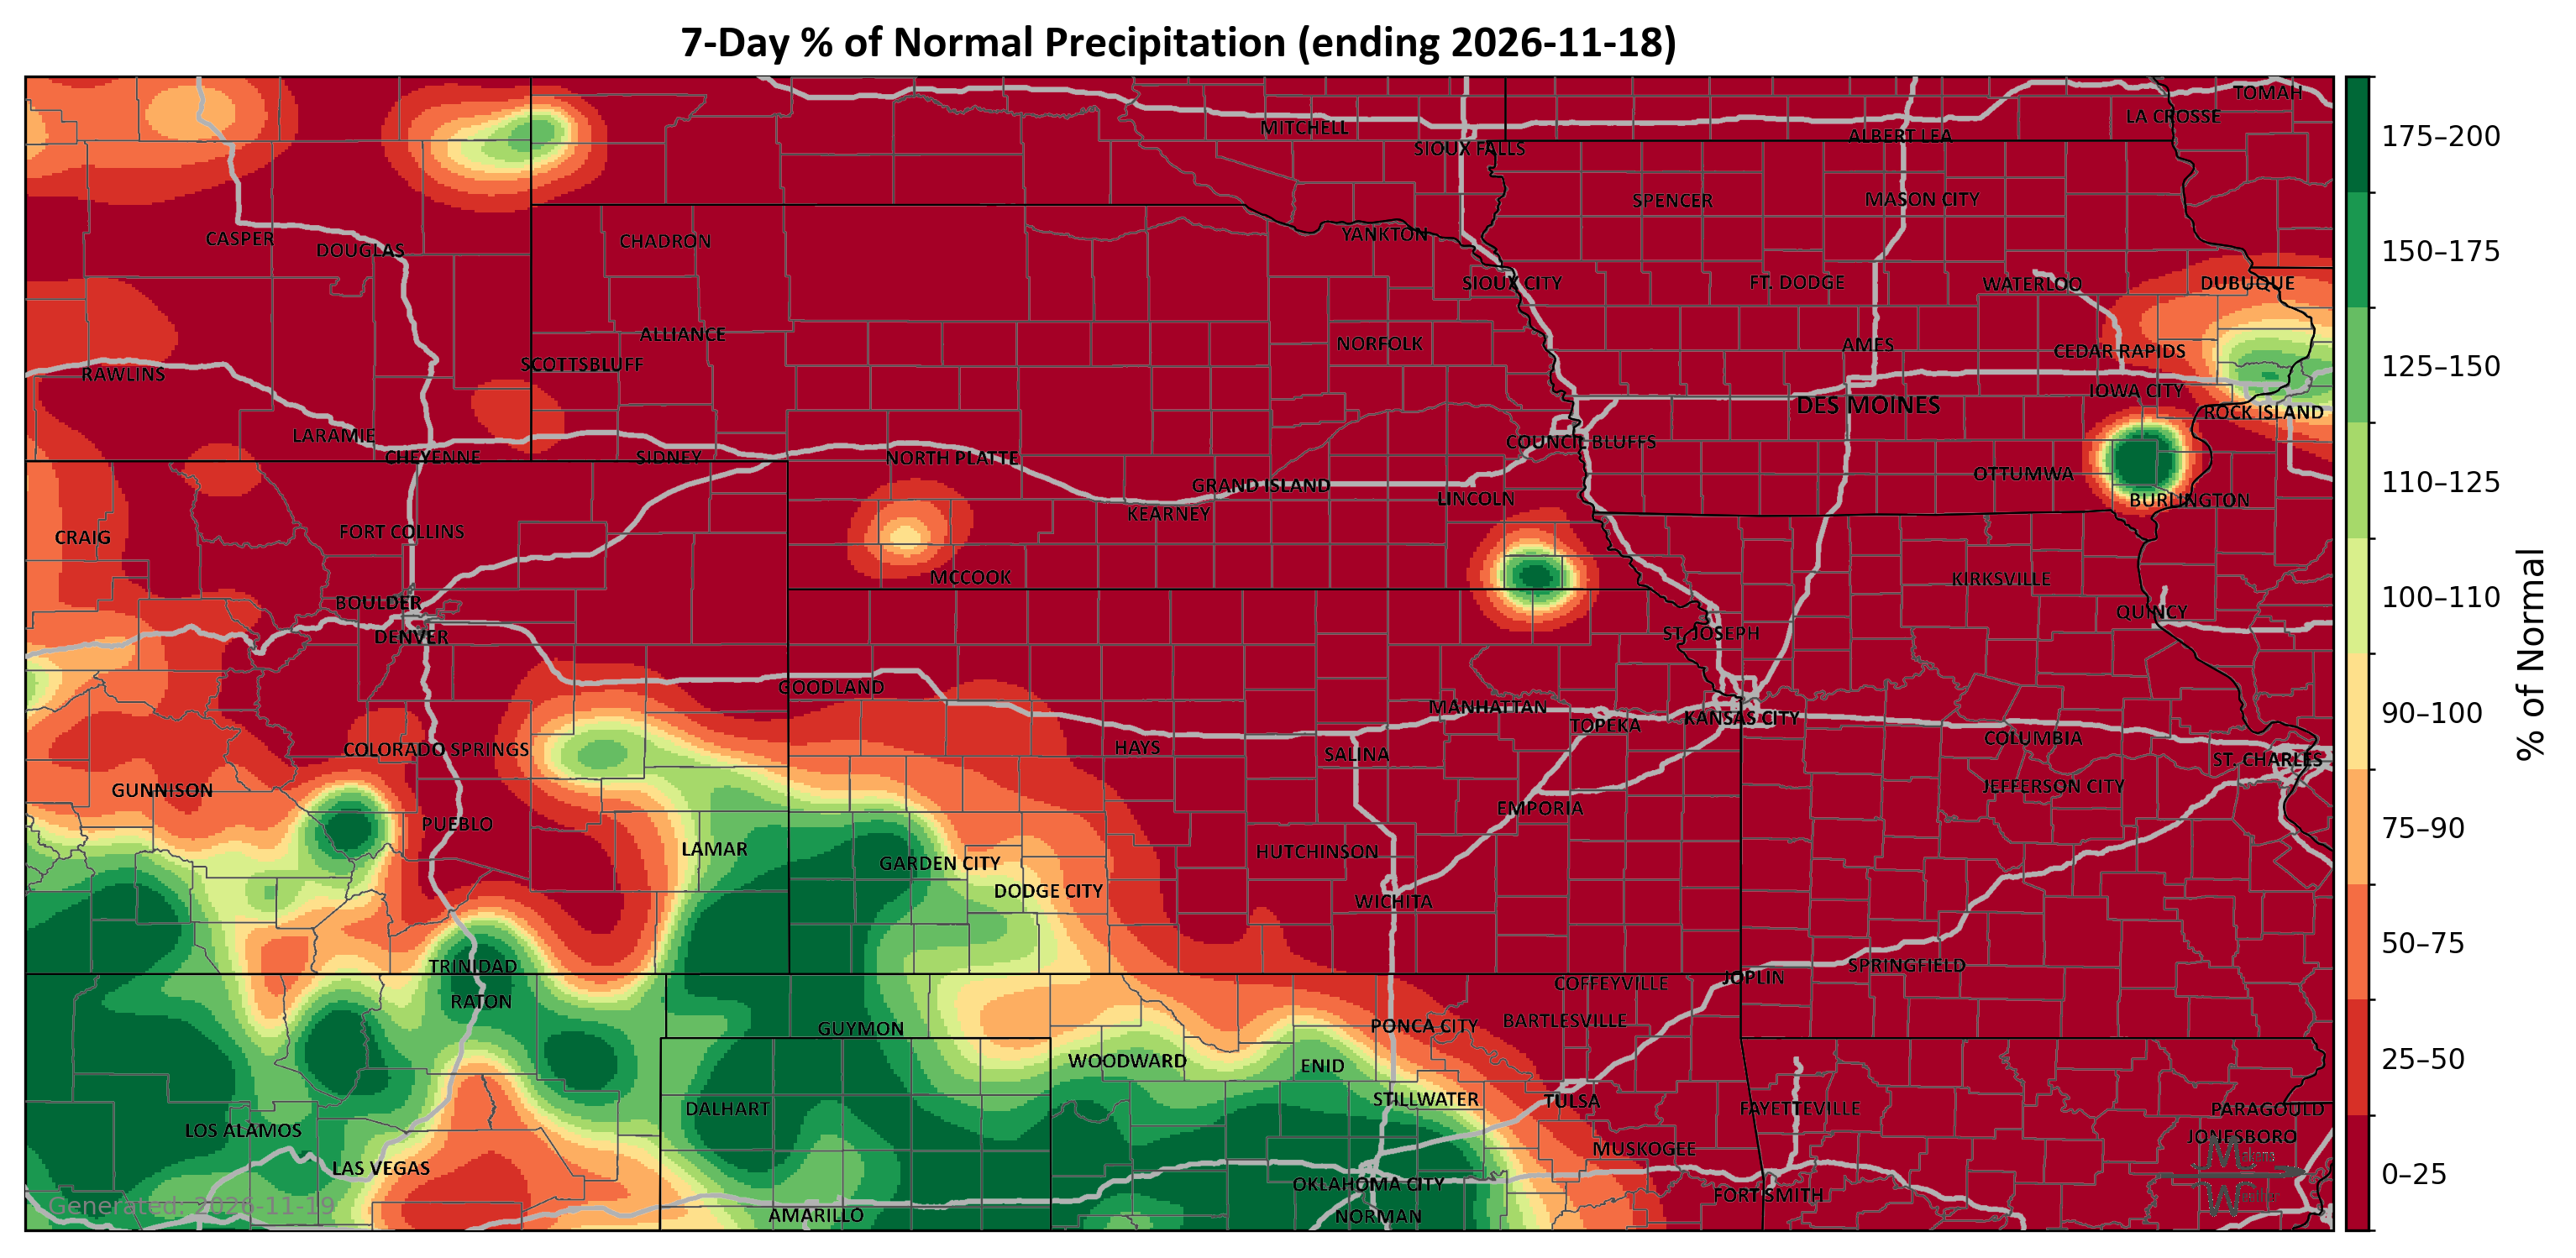 7-Day % of Normal Precipitation (ending 2026-11-18)
TOMAH
LA CROSSE
MITCHELL
ALBERT LEA
SIOUX FALLS
SPENCER
MASON CITY
CASPER
YANKTON
CHADRON
DOUGLAS
SIOUX CITY
FT. DODGE
WATERLOO
DUBUQUE
ALLIANCE
NORFOLK
AMES
CEDAR RAPIDS
SCOTTSBLUFF
RAWLINS
IOWA CITY
DES MOINES
ROCK ISLAND
LARAMIE
COUNCIL BLUFFS
CHEYENNE
SIDNEY
NORTH PLATTE
OTTUMWA
GRAND ISLAND
LINCOLN
BURLINGTON
KEARNEY
CRAIG
FORT COLLINS
MCCOOK
KIRKSVILLE
BOULDER
QUINCY
DENVER
ST. JOSEPH
GOODLAND
MANHATTAN
TOPEKA
KANSAS CITY
COLORADO SPRINGS
HAYS
SALINA
COLUMBIA
ST. CHARLES
GUNNISON
JEFFERSON CITY
EMPORIA
PUEBLO
LAMAR
HUTCHINSON
GARDEN CITY
DODGE CITY
WICHITA
TRINIDAD
SPRINGFIELD
JOPLIN
COFFEYVILLE
RATON
GUYMON
PONCA CITY
BARTLESVILLE
WOODWARD
ENID
STILLWATER
TULSA
DALHART
FAYETTEVILLE
PARAGOULD
LOS ALAMOS
JONESBORO
MUSKOGEE
LAS VEGAS
OKLAHOMA CITY
FORT SMITH
AMARILLO
NORMAN
Generated: 2026-11-19
175–200
150–175
125–150
110–125
100–110
90–100
75–90
50–75
25–50
0–25
% of Normal